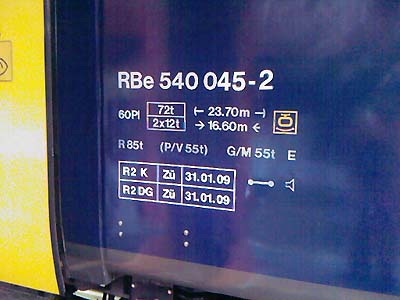 RBe 540 045-2
60Pl 72t (← 23.70m →)
2x12t → 16.60m ←
R 85t (P/V 55t) G/M 55t E
R2 K Zü 31.01.09
R2 DG Zü 31.01.09